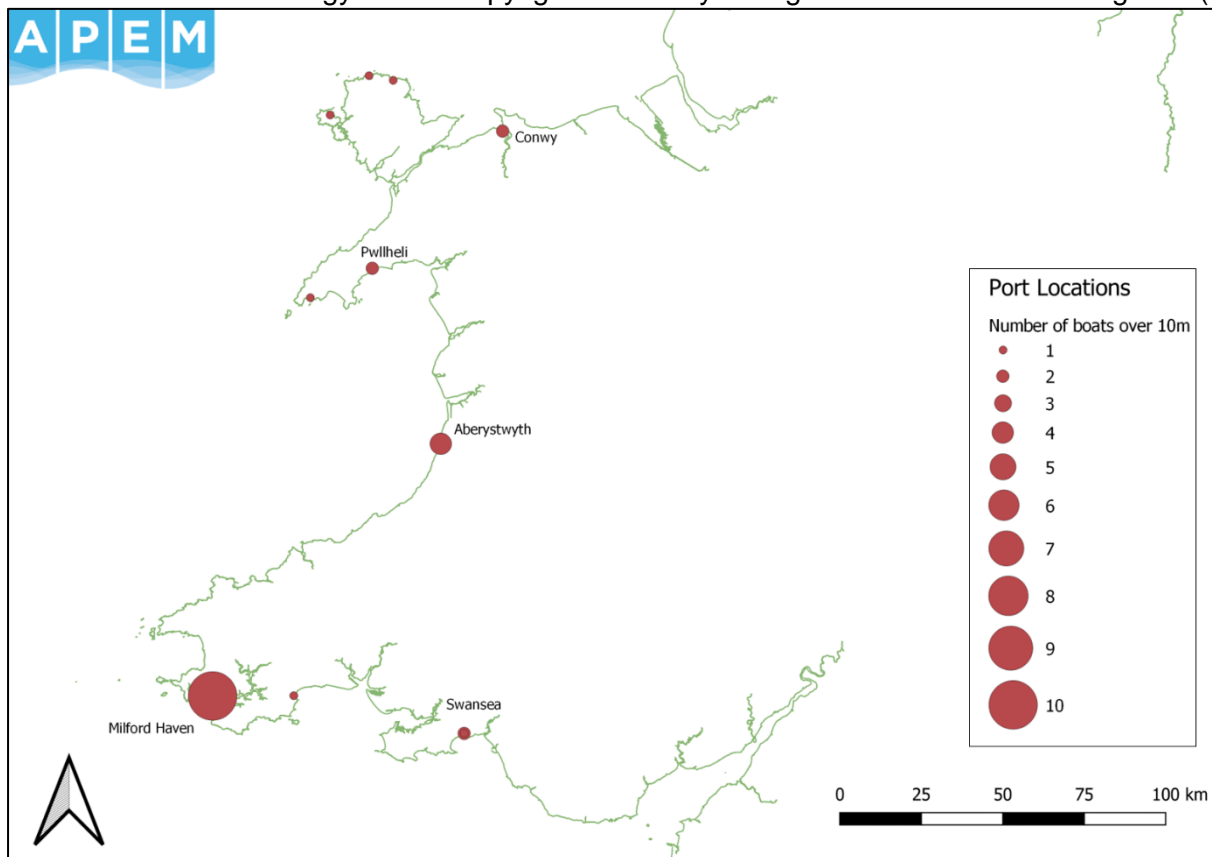 APEM
Conwy
Pwllheli
Aberystwyth
Milford Haven
Swansea
Port Locations
Number of boats over 10m
1
2
3
4
5
6
7
8
9
10
0 25 50 75 100 km